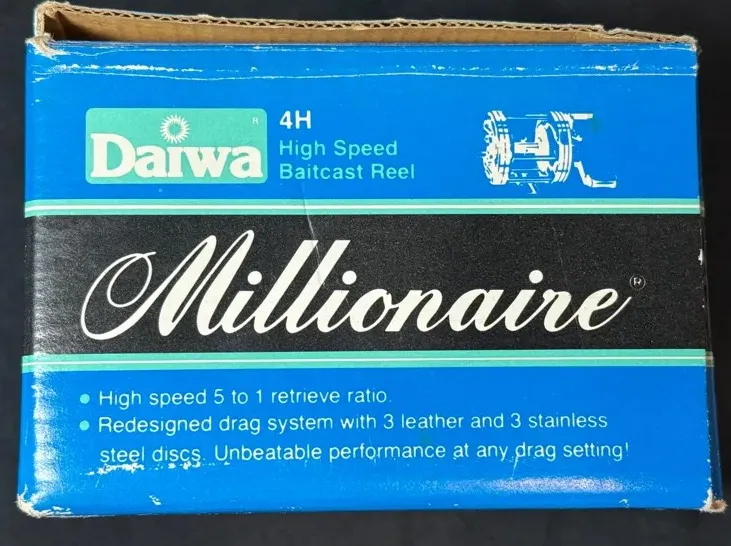 Daiwa ®
4H
High Speed
Baitcast Reel
Millionaire ®
• High speed 5 to 1 retrieve ratio.
• Redesigned drag system with 3 leather and 3 stainless
steel discs. Unbeatable performance at any drag setting!